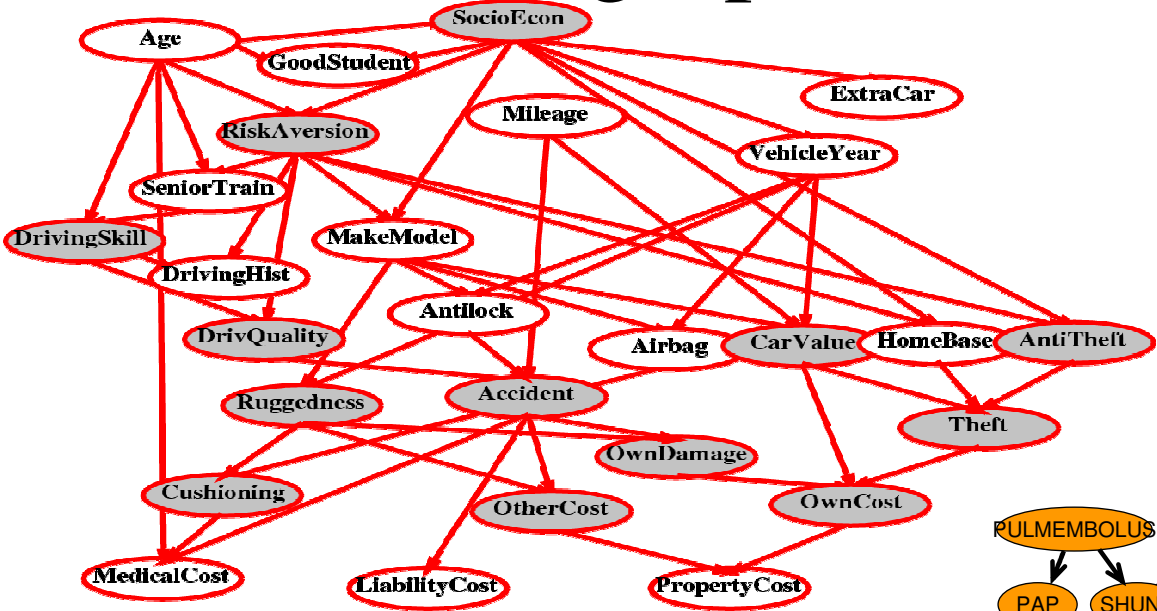 SocioEcon
Age
GoodStudent
ExtraCar
Mileage
RiskAversion
VehicleYear
SeniorTrain
DrivingSkill
MakeModel
DrivingHist
Antilock
DrivQuality
Airbag
CarValue
HomeBase
AntiTheft
Accident
Ruggedness
Theft
OwnDamage
Cushioning
OwnCost
OtherCost
PULMEMBOLUS
MedicalCost
LiabilityCost
PropertyCost
PAP
SHUN